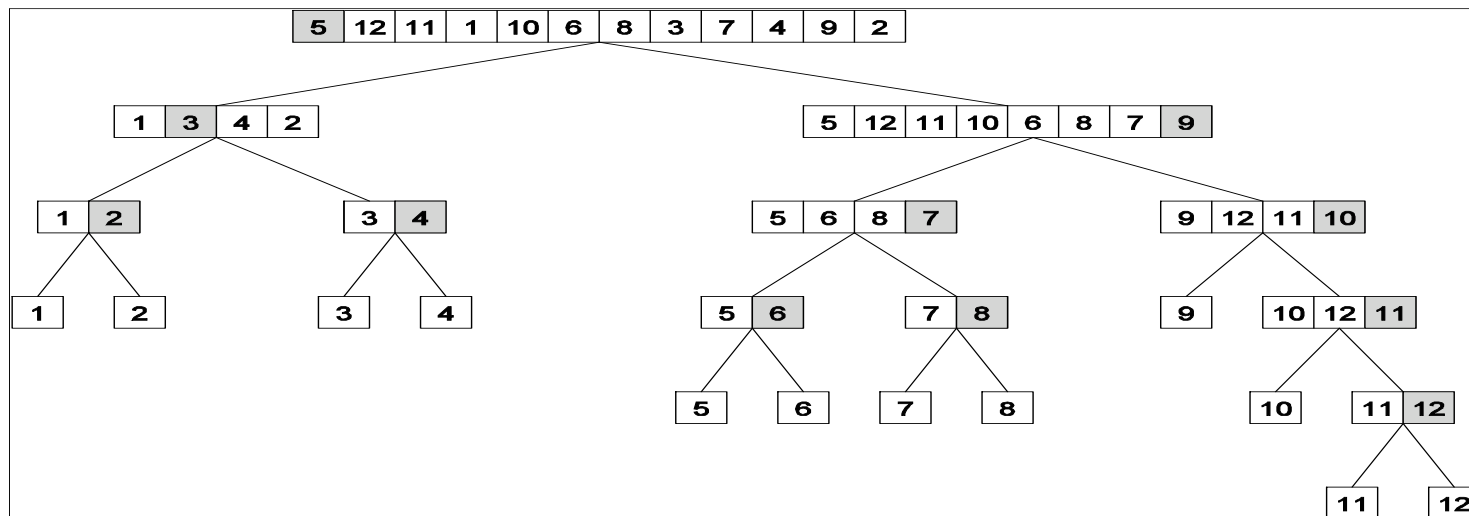 5 12 11 1 10 6 8 3 7 4 9 2
1 3 4 2 5 12 11 10 6 8 7 9
1 2 3 4 5 6 8 7 9 12 11 10
1 2 3 4 5 6 7 8 9 10 12 11
5 6 7 8 10 11 12
11 12